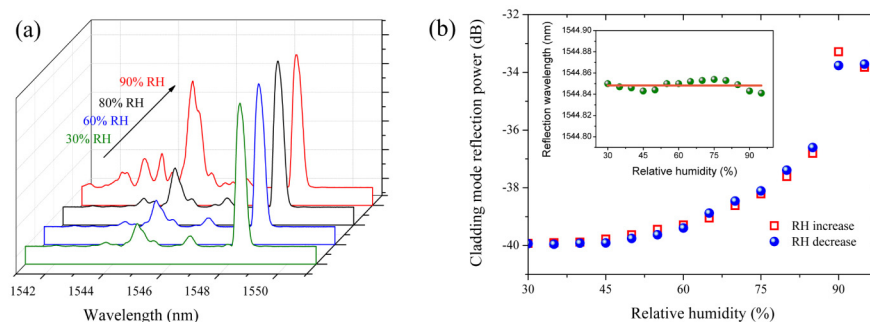 (a)
90% RH
80% RH
60% RH
30% RH
1542 1544 1546 1548 1550
Wavelength (nm)
(b)
Cladding mode reflection power (dB)
-32
-34
-36
-38
-40
30 45 60 75 90
Relative humidity (%)
Reflection wavelength (nm)
1544.90
1544.88
1544.86
1544.84
1544.82
1544.80
30 45 60 75 90
Relative humidity (%)
RH increase
RH decrease